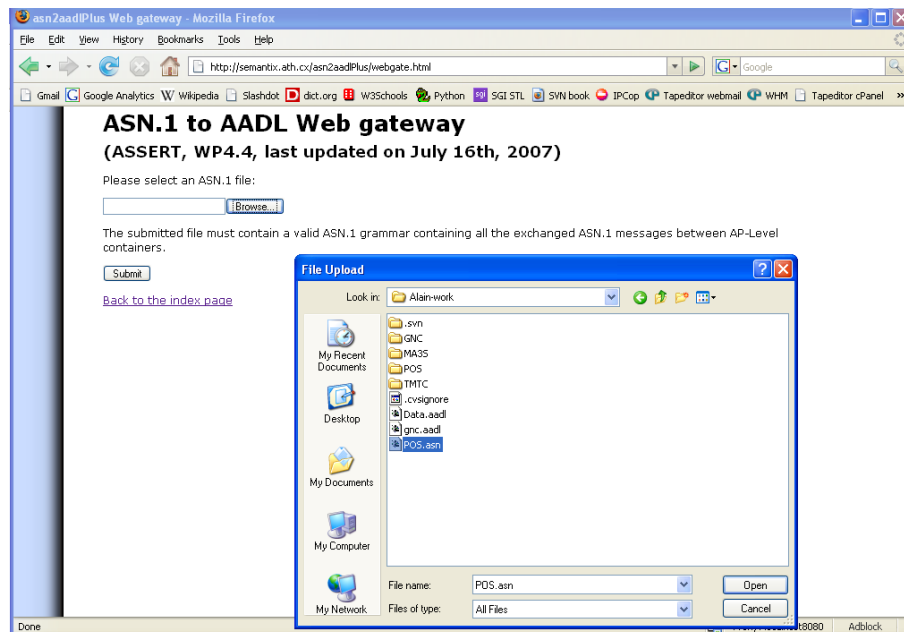 asn2aadlPlus Web gateway - Mozilla Firefox
File Edit View History Bookmarks Tools Help
http://semantix.ath.cx/asn2aadlPlus/webgate.html
G Google
Gmail Google Analytics W Wikipedia Slashdot dict.org W3Schools Python sgi SGI STL SVN book IPCop Tapeditor webmail WHM Tapeditor cPanel »
ASN.1 to AADL Web gateway
(ASSERT, WP4.4, last updated on July 16th, 2007)
Please select an ASN.1 file:
Browse...
The submitted file must contain a valid ASN.1 grammar containing all the exchanged ASN.1 messages between AP-Level
containers.
Submit
Back to the index page
File Upload
Look in: Alain-work
.svn
GNC
MA3S
POS
TMTC
.cvsignore
Data.aadl
gnc.aadl
POS.asn
My Recent
Documents
Desktop
My Documents
My Computer
My Network
File name: POS.asn Open
Files of type: All Files Cancel
Done
Adblock